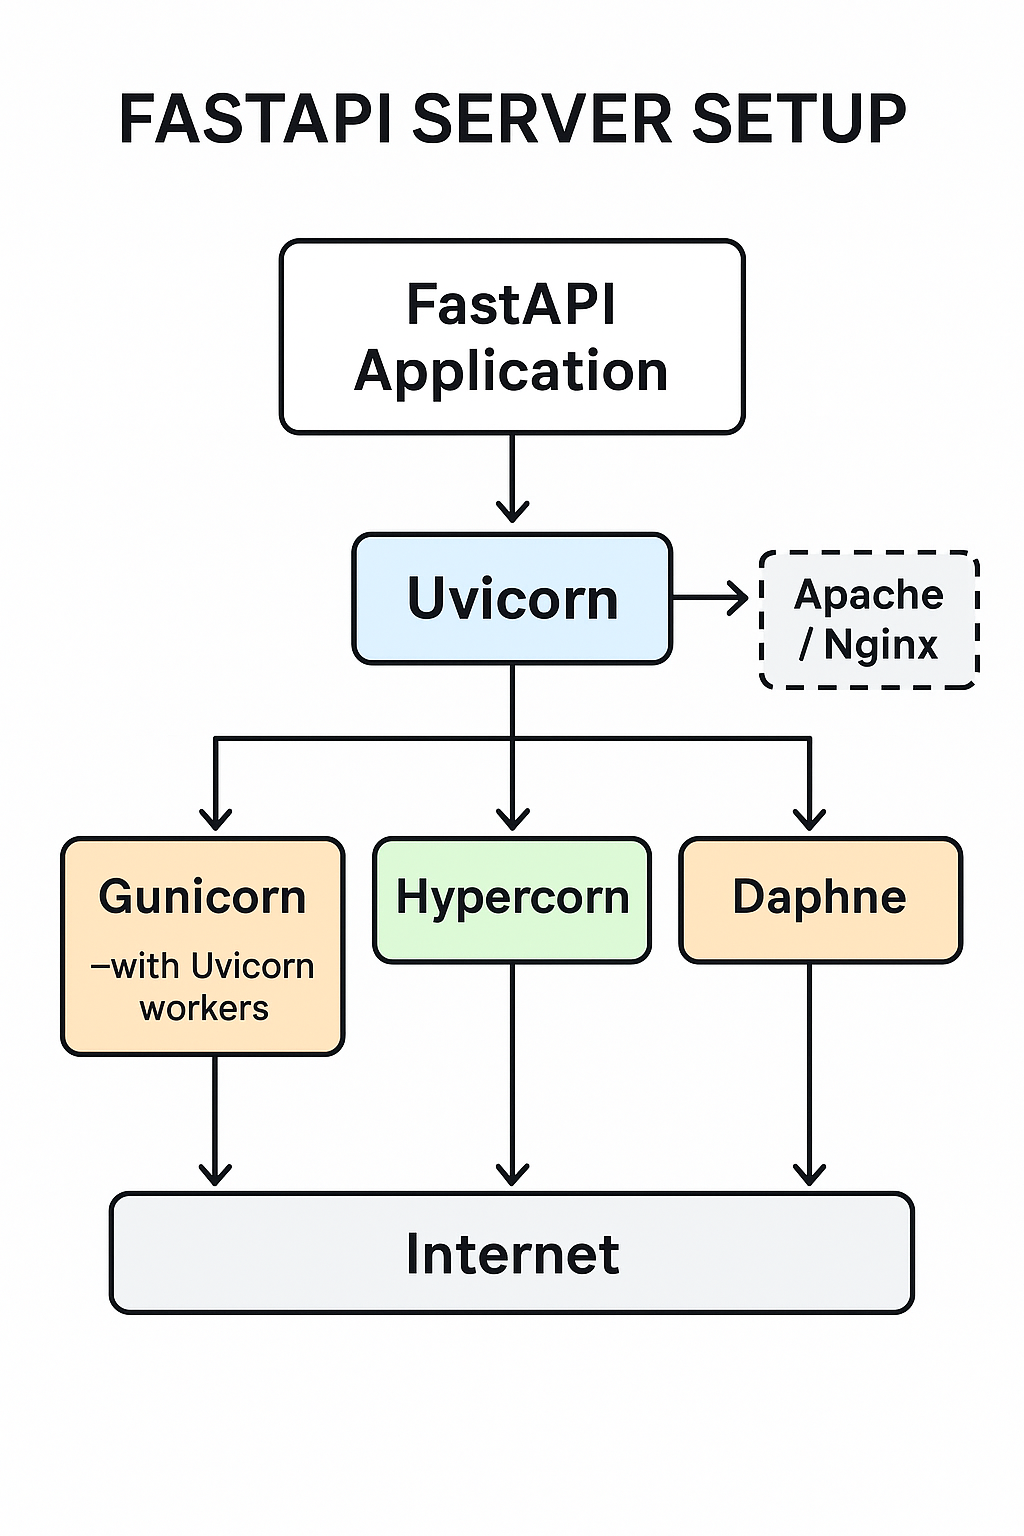 FASTAPI SERVER SETUP
FastAPI
Application
Uvicorn
Apache
/ Nginx
Gunicorn
–with Uvicorn
workers
Hypercorn
Daphne
Internet